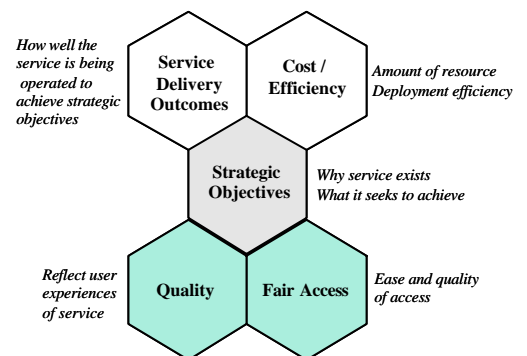 How well the
service is being
operated to
achieve strategic
objectives
Service
Delivery
Outcomes
Cost /
Efficiency
Amount of resource
Deployment efficiency
Strategic
Objectives
Why service exists
What it seeks to achieve
Reflect user
experiences
of service
Quality
Fair Access
Ease and quality
of access